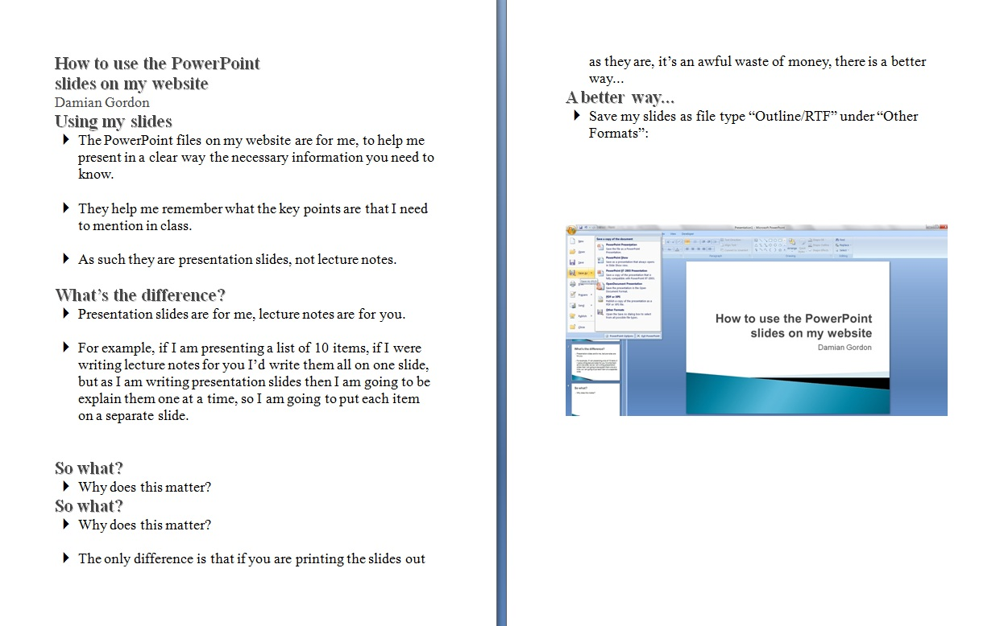 How to use the PowerPoint
slides on my website
Damian Gordon
Using my slides
The PowerPoint files on my website are for me, to help me
present in a clear way the necessary information you need to
know.
They help me remember what the key points are that I need
to mention in class.
As such they are presentation slides, not lecture notes.
What's the difference?
Presentation slides are for me, lecture notes are for you.
For example, if I am presenting a list of 10 items, if I were
writing lecture notes for you I'd write them all on one slide,
but as I am writing presentation slides then I am going to be
explain them one at a time, so I am going to put each item
on a separate slide.
So what?
Why does this matter?
So what?
Why does this matter?
The only difference is that if you are printing the slides out
as they are, it's an awful waste of money, there is a better
way...
A better way...
Save my slides as file type “Outline/RTF” under “Other
Formats”:
Save a copy of the document
PowerPoint Presentation
PowerPoint Show
PowerPoint 97-2003 Presentation
OpenDocument Presentation
PDF or XPS
Other Formats
What's the difference?
So what?
How to use the PowerPoint
slides on my website
Damian Gordon